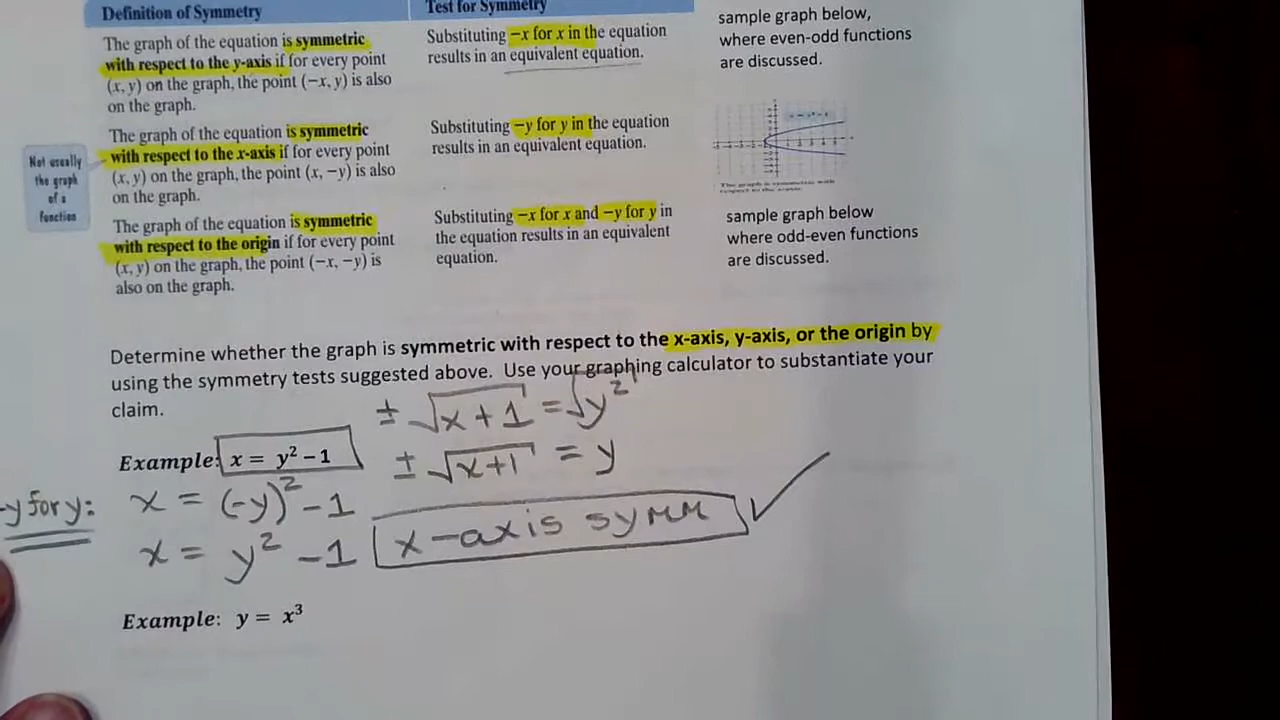 Definition of Symmetry
Test for Symmetry
The graph of the equation is symmetric
with respect to the y-axis if for every point
(x, y) on the graph, the point (−x, y) is also
on the graph.
Substituting −x for x in the equation
results in an equivalent equation.
sample graph below,
where even-odd functions
are discussed.
Not usually
the graph
of a
function
The graph of the equation is symmetric
with respect to the x-axis if for every point
(x, y) on the graph, the point (x, −y) is also
on the graph.
Substituting −y for y in the equation
results in an equivalent equation.
The graph is symmetric with
respect to the
The graph of the equation is symmetric
with respect to the origin if for every point
(x, y) on the graph, the point (−x, −y) is
also on the graph.
Substituting −x for x and −y for y in
the equation results in an equivalent
equation.
sample graph below
where odd-even functions
are discussed.
Determine whether the graph is symmetric with respect to the x-axis, y-axis, or the origin by
using the symmetry tests suggested above. Use your graphing calculator to substantiate your
claim.
± √x + 1 = √y²
Example: x = y² − 1
± √x+1 = y
-y for y: x = (-y)² - 1
x-axis symm
x = y² - 1
Example: y = x³